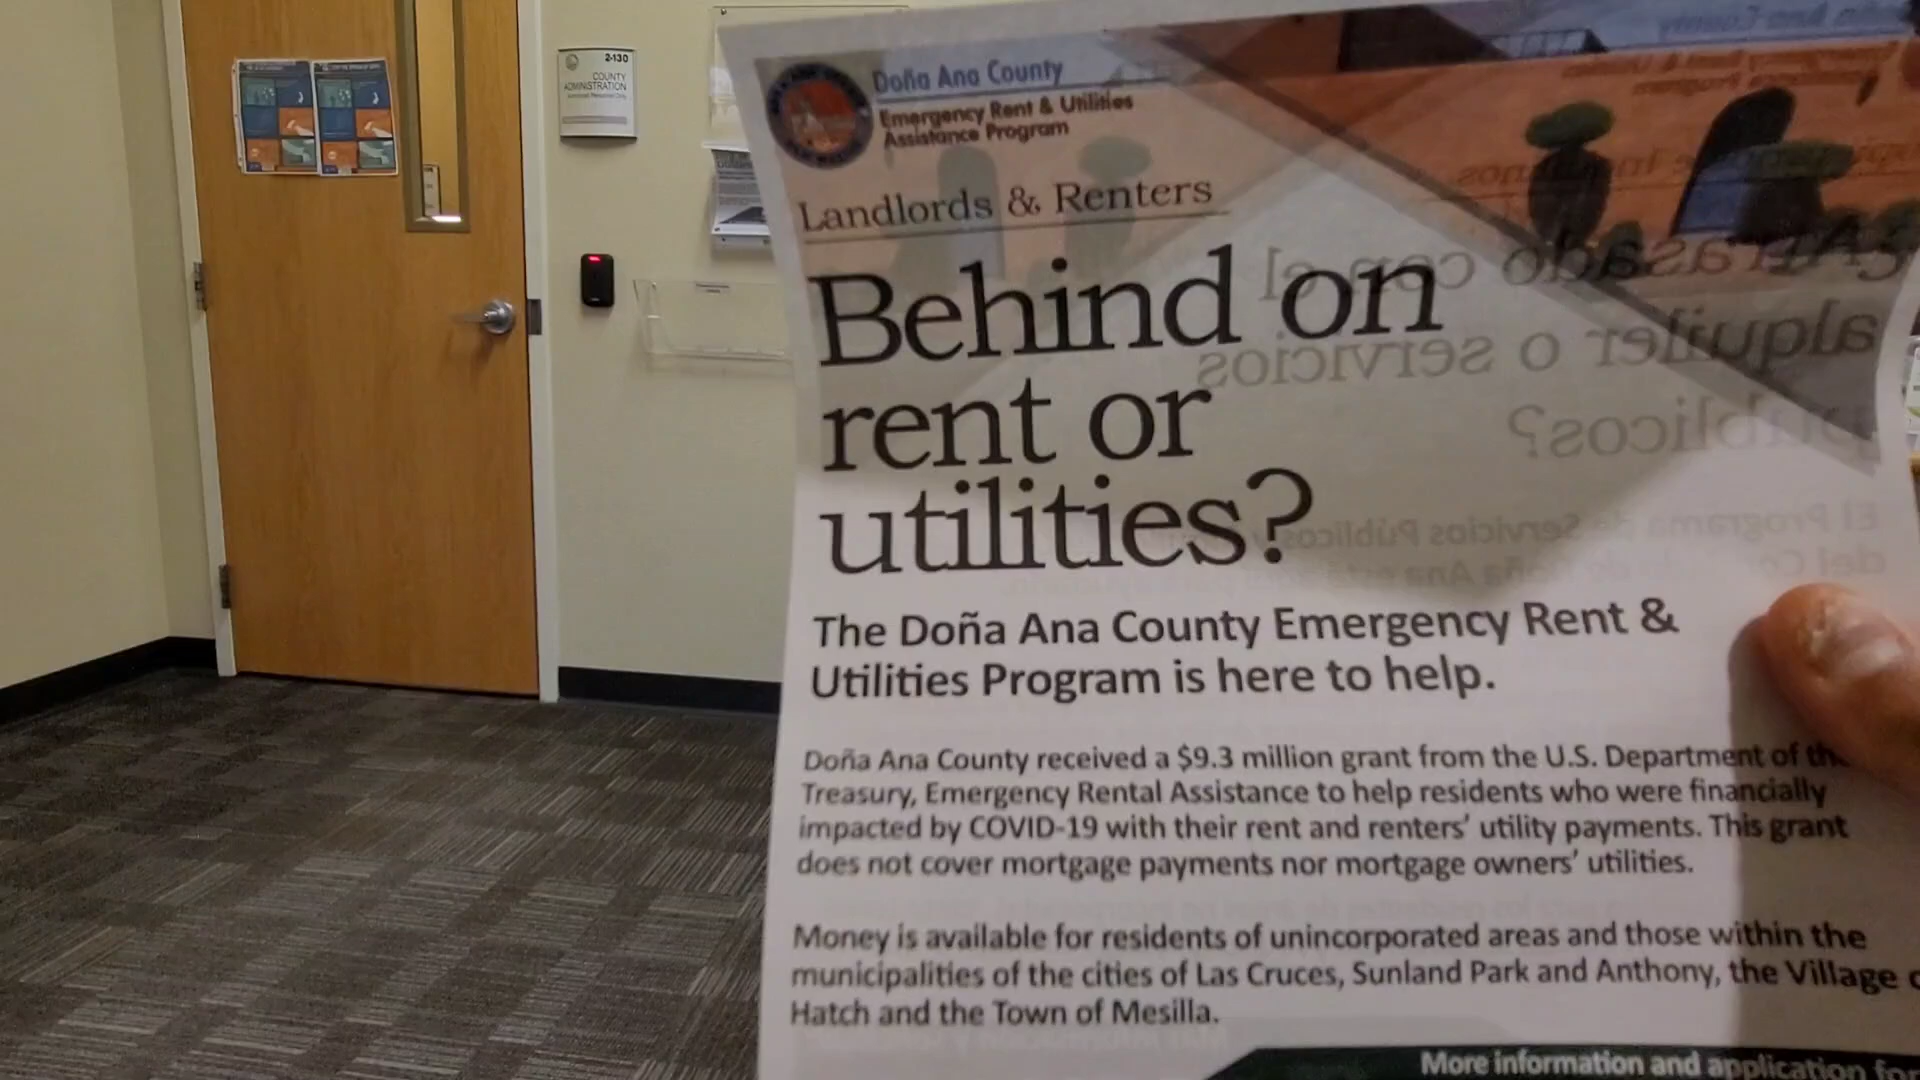 2-130
COUNTY
ADMINISTRATION
Doña Ana County
Emergency Rent & Utilities
Assistance Program
Landlords & Renters
Behind on
rent or
utilities?
The Doña Ana County Emergency Rent &
Utilities Program is here to help.
Doña Ana County received a $9.3 million grant from the U.S. Department of the
Treasury, Emergency Rental Assistance to help residents who were financially
impacted by COVID-19 with their rent and renters' utility payments. This grant
does not cover mortgage payments nor mortgage owners' utilities.
Money is available for residents of unincorporated areas and those within the
municipalities of the cities of Las Cruces, Sunland Park and Anthony, the Village
Hatch and the Town of Mesilla.
More information and application for